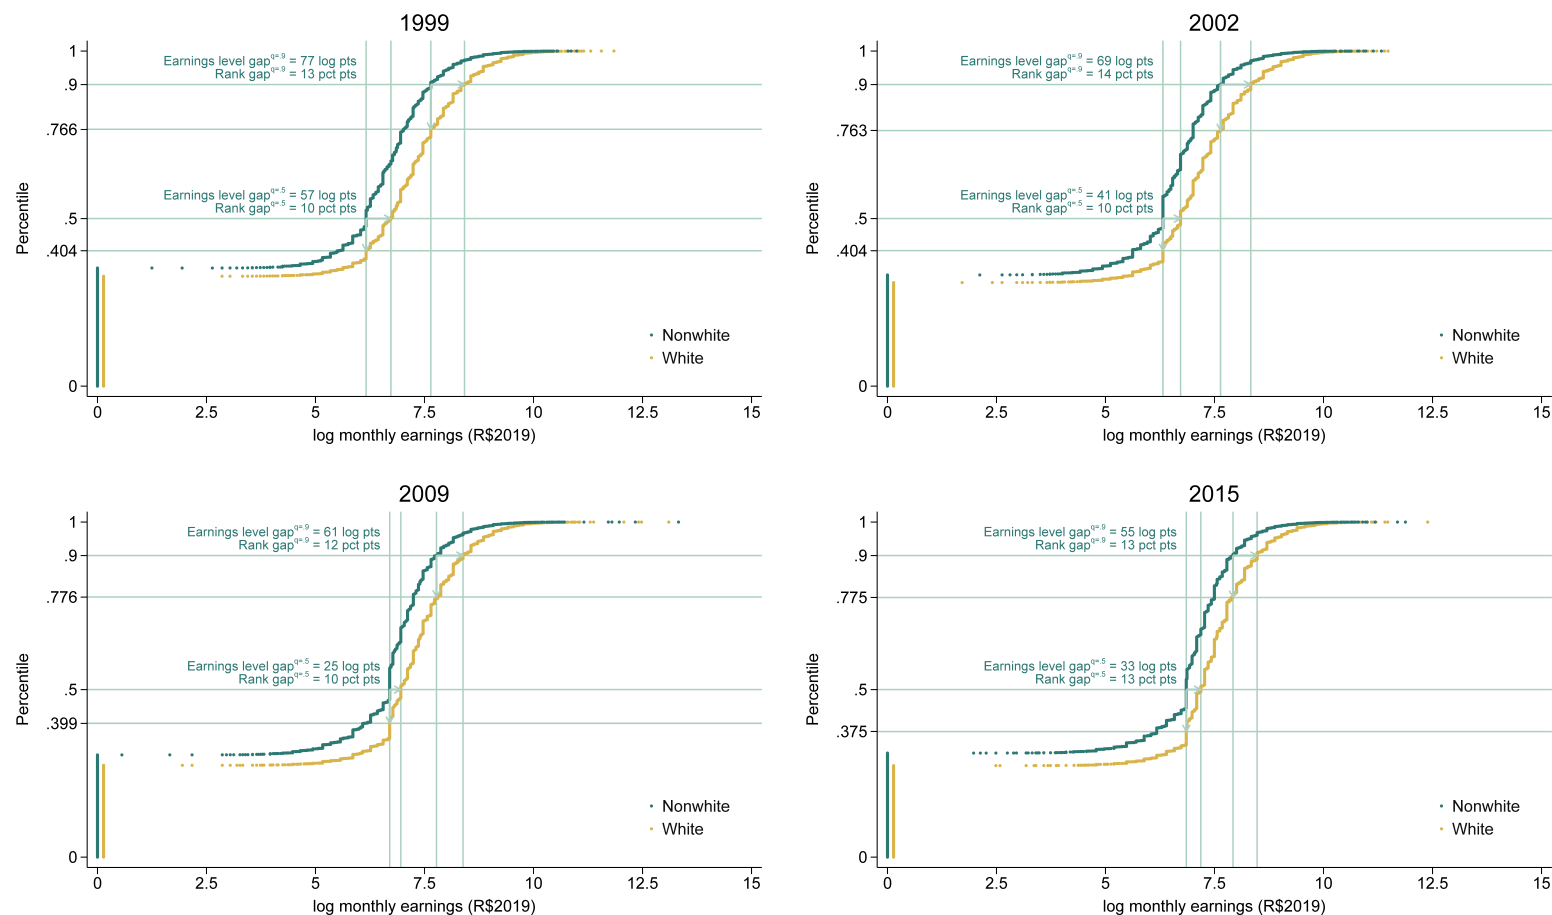 1999
Earnings level gap^q=.9 = 77 log pts
Rank gap^q=.9 = 13 pct pts
Earnings level gap^q=.5 = 57 log pts
Rank gap^q=.5 = 10 pct pts
1
.9
.766
.5
.404
0
Percentile
Nonwhite
White
0 2.5 5 7.5 10 12.5 15
log monthly earnings (R$2019)
2002
Earnings level gap^q=.9 = 69 log pts
Rank gap^q=.9 = 14 pct pts
Earnings level gap^q=.5 = 41 log pts
Rank gap^q=.5 = 10 pct pts
1
.9
.763
.5
.404
0
Percentile
Nonwhite
White
0 2.5 5 7.5 10 12.5 15
log monthly earnings (R$2019)
2009
Earnings level gap^q=.9 = 61 log pts
Rank gap^q=.9 = 12 pct pts
Earnings level gap^q=.5 = 25 log pts
Rank gap^q=.5 = 10 pct pts
1
.9
.776
.5
.399
0
Percentile
Nonwhite
White
0 2.5 5 7.5 10 12.5 15
log monthly earnings (R$2019)
2015
Earnings level gap^q=.9 = 55 log pts
Rank gap^q=.9 = 13 pct pts
Earnings level gap^q=.5 = 33 log pts
Rank gap^q=.5 = 13 pct pts
1
.9
.775
.5
.375
0
Percentile
Nonwhite
White
0 2.5 5 7.5 10 12.5 15
log monthly earnings (R$2019)